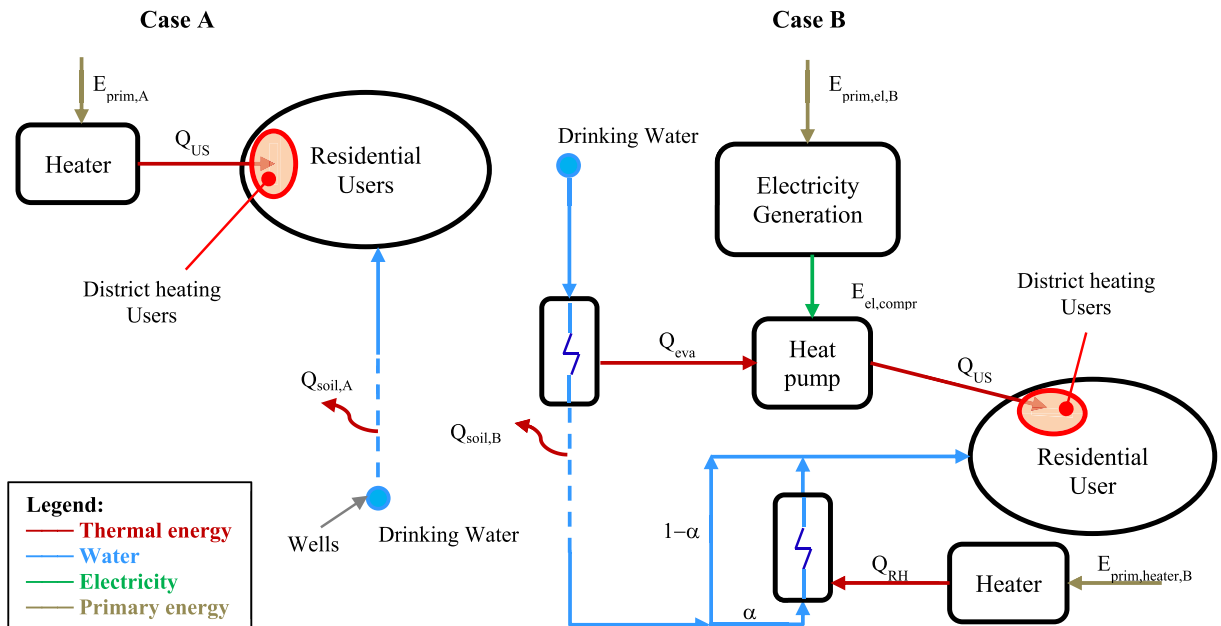 Case A
E_prim,A
Heater
Q_US
Residential
Users
District heating
Users
Q_soil,A
Wells
Drinking Water
Legend:
Thermal energy
Water
Electricity
Primary energy
Case B
E_prim,el,B
Drinking Water
Electricity
Generation
E_el,compr
Q_eva
Heat
pump
Q_US
District heating
Users
Q_soil,B
Residential
User
1−α
α
Q_RH
Heater
E_prim,heater,B